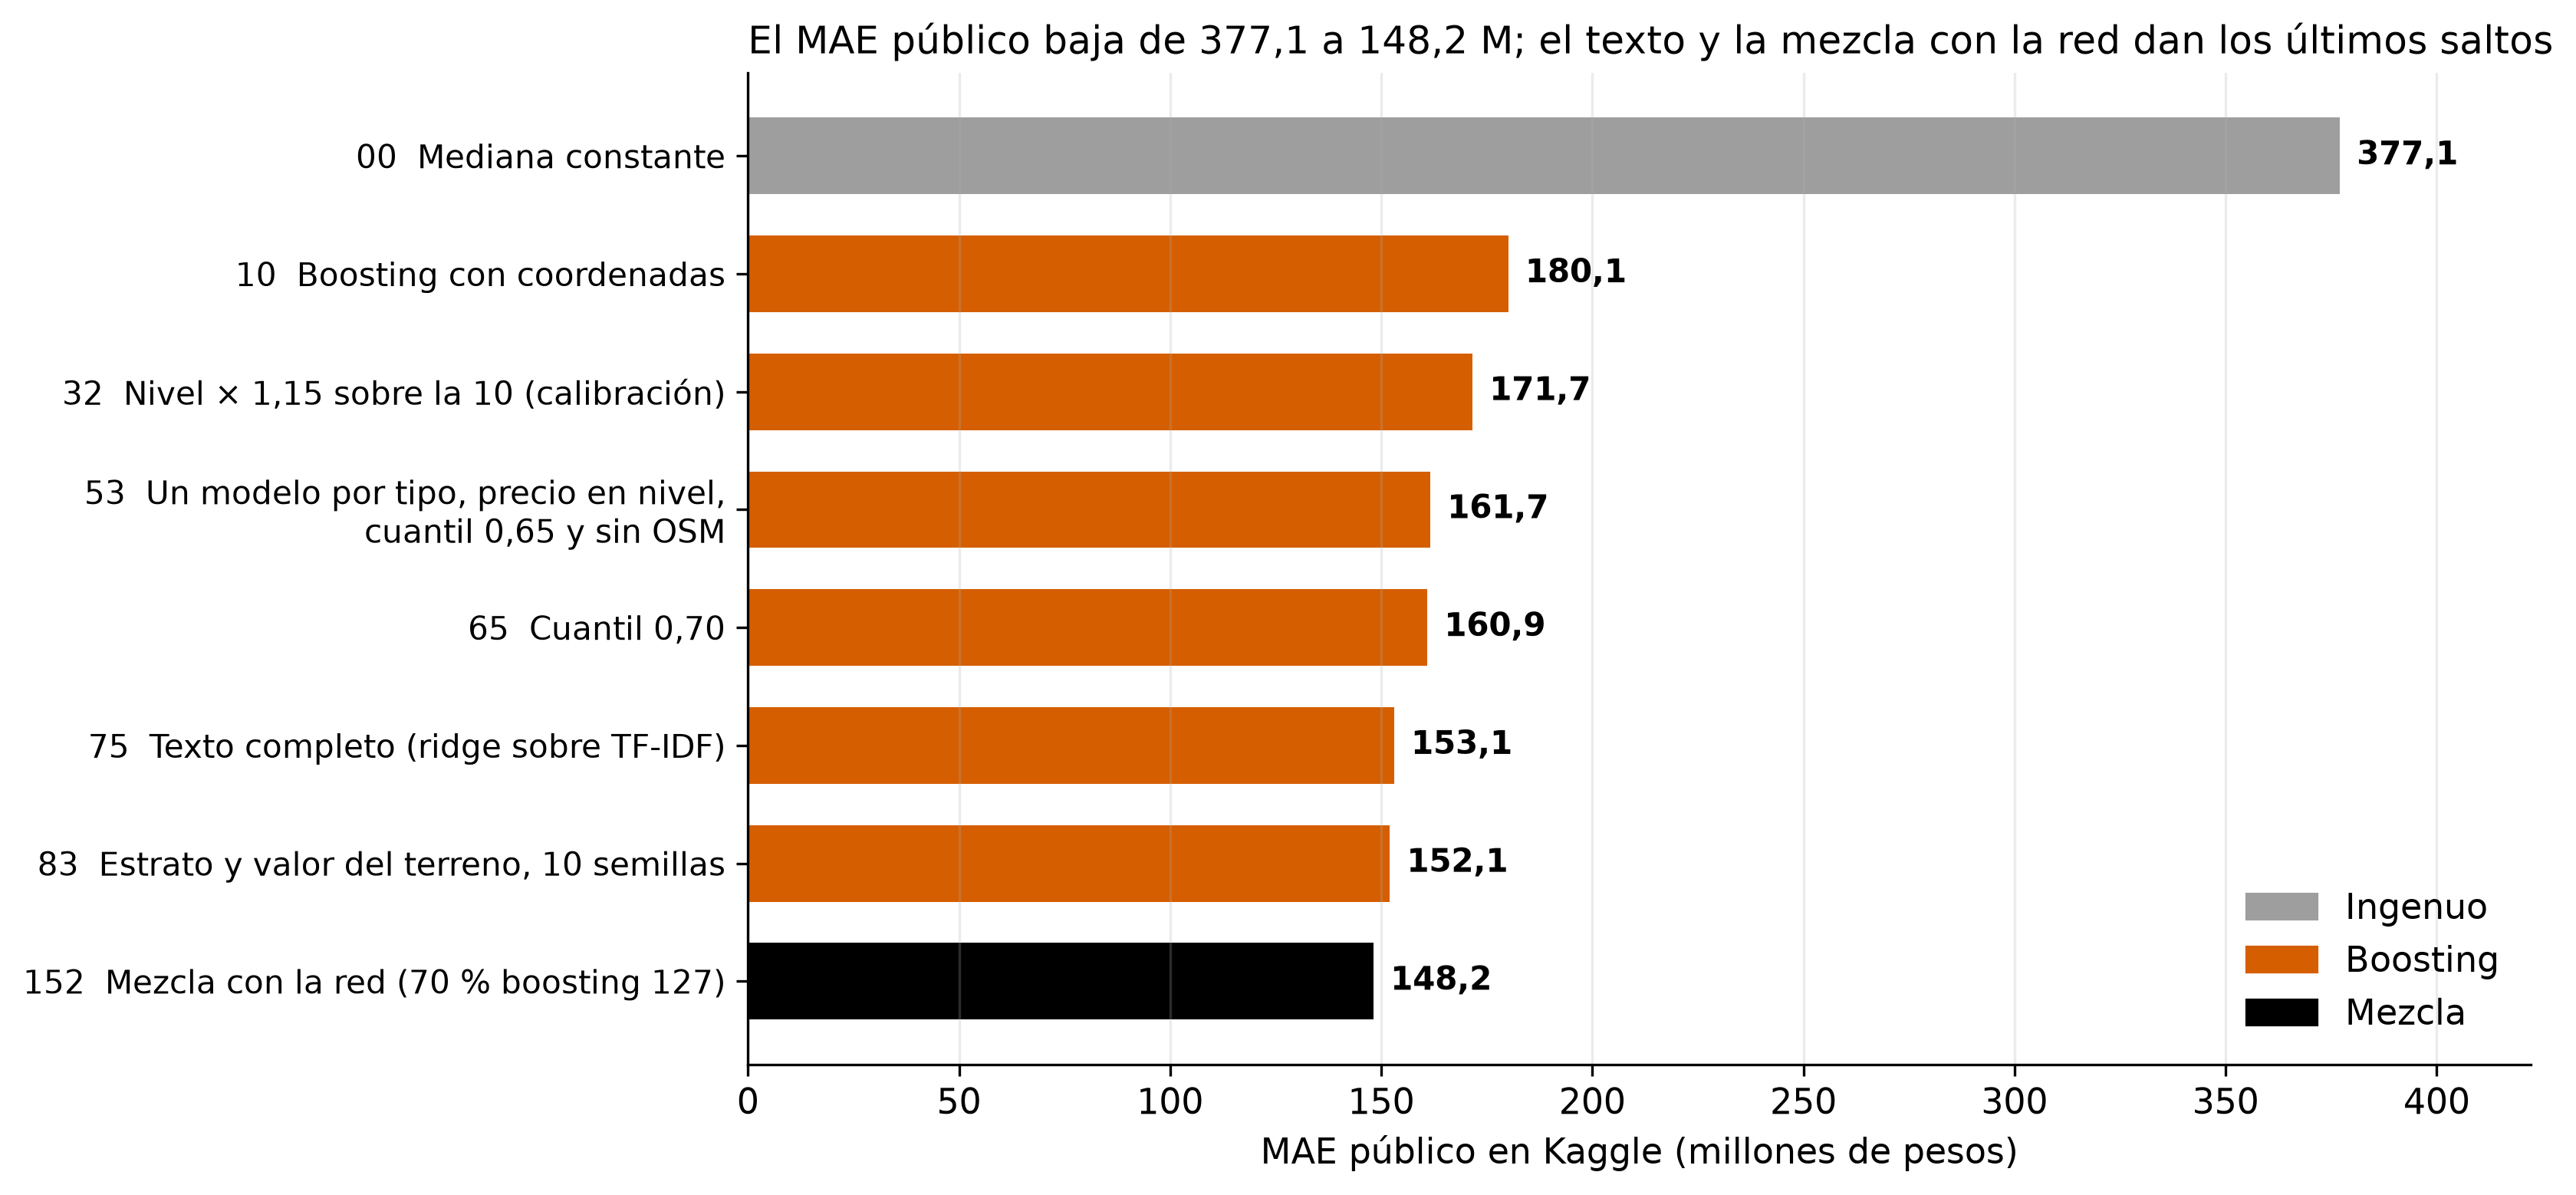 El MAE público baja de 377,1 a 148,2 M; el texto y la mezcla con la red dan los últimos saltos
00 Mediana constante
377,1
10 Boosting con coordenadas
180,1
32 Nivel × 1,15 sobre la 10 (calibración)
171,7
53 Un modelo por tipo, precio en nivel,
cuantil 0,65 y sin OSM
161,7
65 Cuantil 0,70
160,9
75 Texto completo (ridge sobre TF-IDF)
153,1
83 Estrato y valor del terreno, 10 semillas
152,1
152 Mezcla con la red (70 % boosting 127)
148,2
Ingenuo
Boosting
Mezcla
0 50 100 150 200 250 300 350 400
MAE público en Kaggle (millones de pesos)